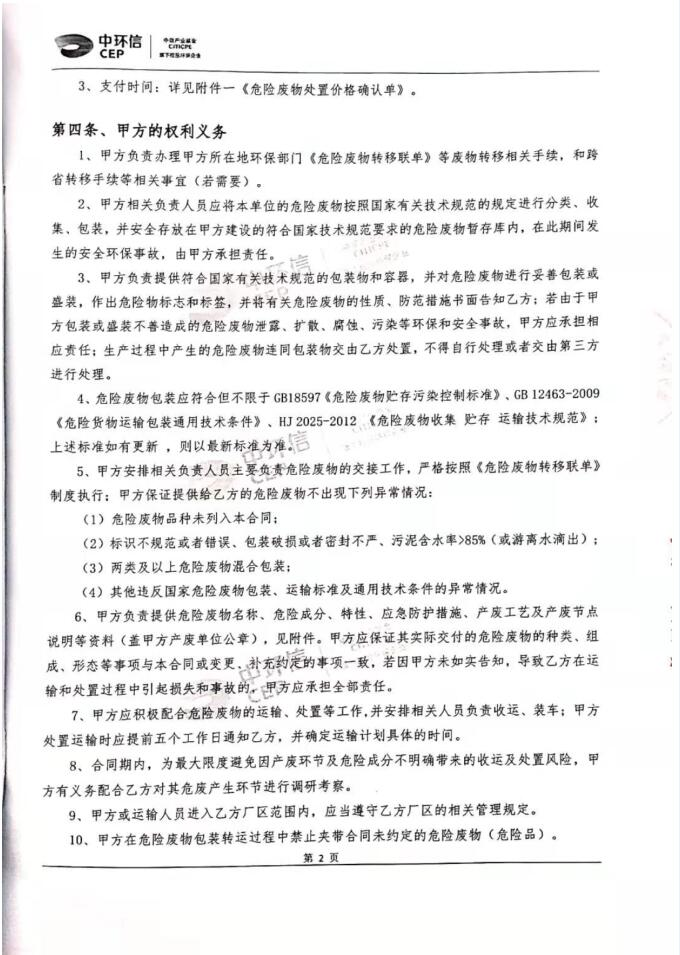 中环信
CEP
中信产业基金
CITICPE
旗下控股环保企业
3、支付时间：详见附件一《危险废物处置价格确认单》。
第四条、甲方的权利义务
1、甲方负责办理甲方所在地环保部门《危险废物转移联单》等废物转移相关手续，和跨
省转移手续等相关事宜（若需要）。
2、甲方相关负责人员应将本单位的危险废物按照国家有关技术规范的规定进行分类、收
集、包装，并安全存放在甲方建设的符合国家技术规范要求的危险废物暂存库内，在此期间发
生的安全环保事故，由甲方承担责任。
3、甲方负责提供符合国家有关技术规范的包装物和容器，并对危险废物进行妥善包装或
盛装，作出危险物标志和标签，并将有关危险废物的性质、防范措施书面告知乙方；若由于甲
方包装或盛装不善造成的危险废物泄露、扩散、腐蚀、污染等环保和安全事故，甲方应承担相
应责任；生产过程中产生的危险废物连同包装物交由乙方处置，不得自行处理或者交由第三方
进行处理。
4、危险废物包装应符合但不限于GB18597《危险废物贮存污染控制标准》、GB 12463-2009
《危险货物运输包装通用技术条件》、HJ 2025-2012 《危险废物收集 贮存 运输技术规范》；
上述标准如有更新 ，则以最新标准为准。
5、甲方安排相关负责人员主要负责危险废物的交接工作，严格按照《危险废物转移联单》
制度执行；甲方保证提供给乙方的危险废物不出现下列异常情况：
（1）危险废物品种未列入本合同；
（2）标识不规范或者错误、包装破损或者密封不严、污泥含水率>85%（或游离水滴出）；
（3）两类及以上危险废物混合包装；
（4）其他违反国家危险废物包装、运输标准及通用技术条件的异常情况。
6、甲方负责提供危险废物名称、危险成分、特性、应急防护措施、产废工艺及产废节点
说明等资料（盖甲方产废单位公章），见附件。甲方应保证其实际交付的危险废物的种类、组
成、形态等事项与本合同或变更、补充约定的事项一致，若因甲方未如实告知，导致乙方在运
输和处置过程中引起损失和事故的，甲方应承担全部责任。
7、甲方应积极配合危险废物的运输、处置等工作,并安排相关人员负责收运、装车；甲方
处置运输时应提前五个工作日通知乙方，并确定运输计划具体的时间。
8、合同期内，为最大限度避免因产废环节及危险成分不明确带来的收运及处置风险，甲
方有义务配合乙方对其危废产生环节进行调研考察。
9、甲方或运输人员进入乙方厂区范围内，应当遵守乙方厂区的相关管理规定。
10、甲方在危险废物包装转运过程中禁止夹带合同未约定的危险废物（危险品）。
第 2 页